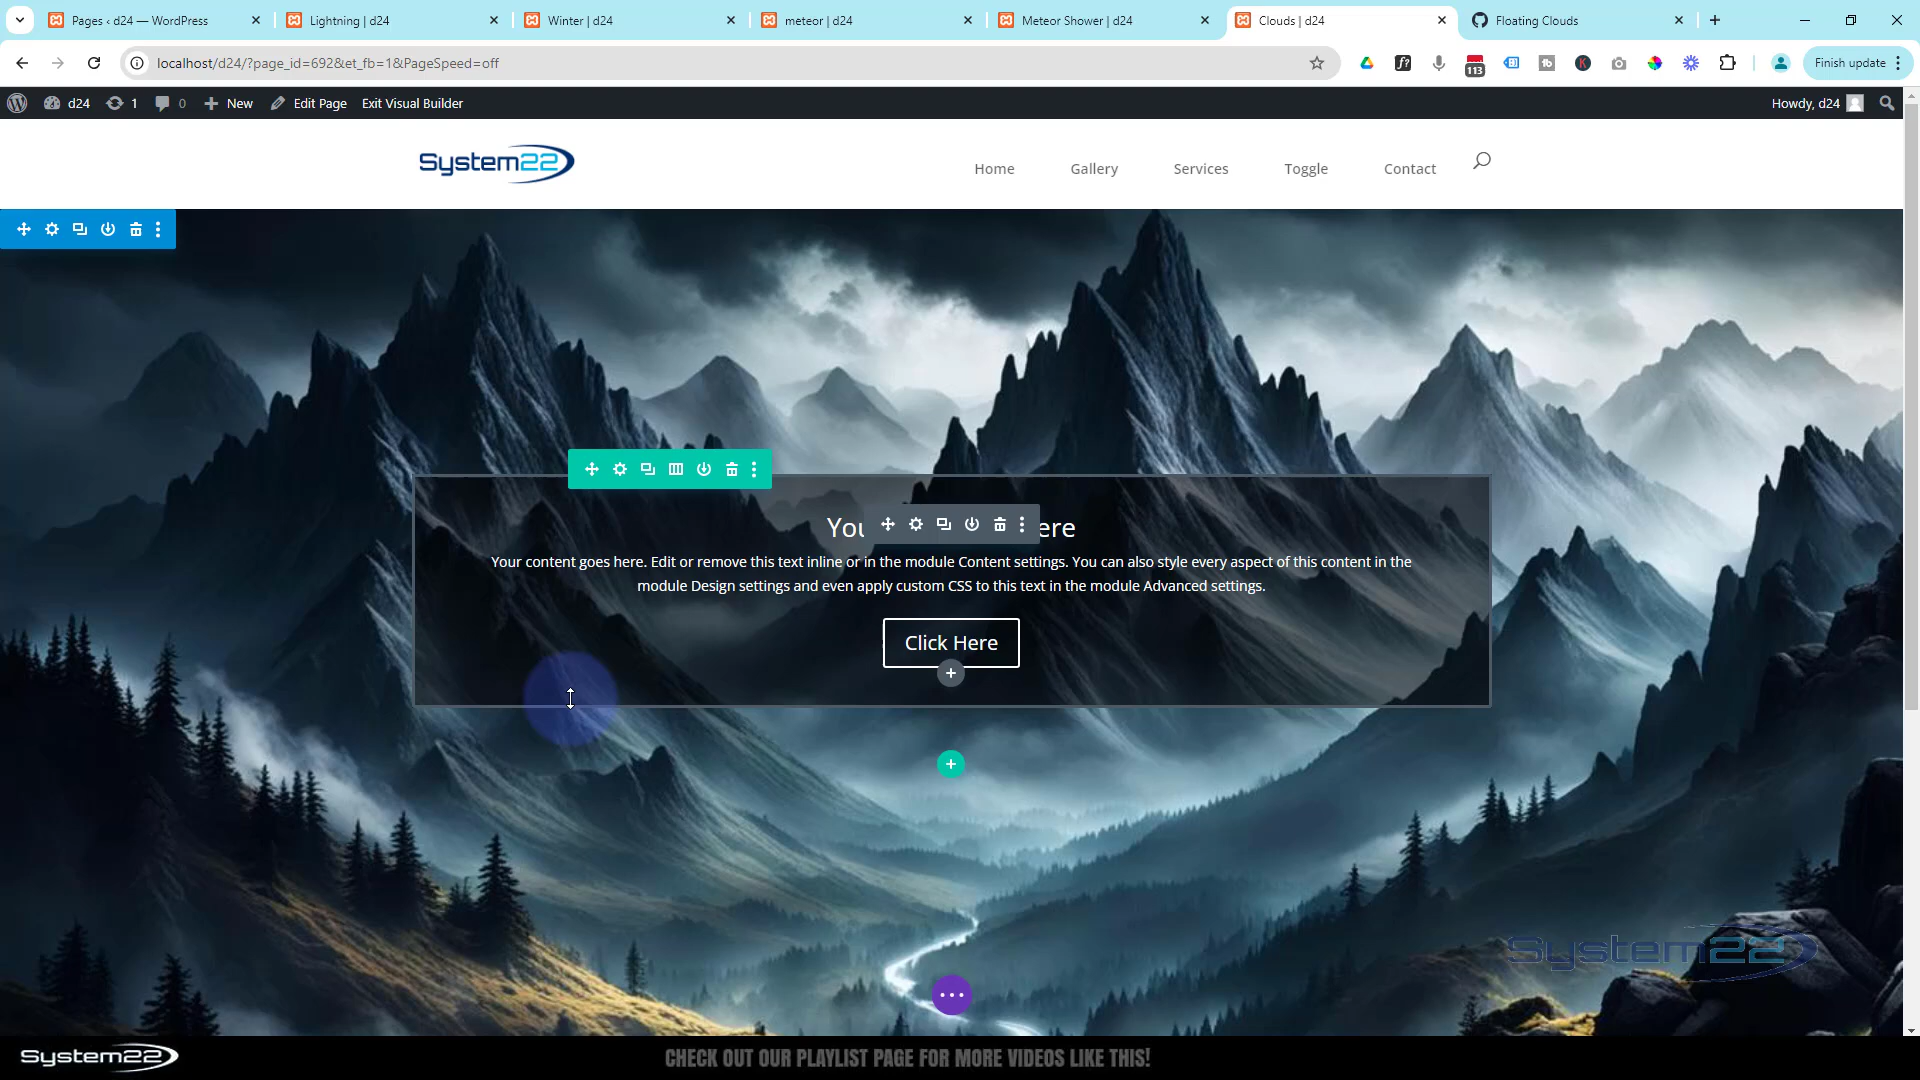 Pages ‹ d24 — WordPress
Lightning | d24
Winter | d24
meteor | d24
Meteor Shower | d24
Clouds | d24
Floating Clouds
localhost/d24/?page_id=692&et_fb=1&PageSpeed=off
113
Finish update
d24
1
0
New
Edit Page
Exit Visual Builder
Howdy, d24
System22
Home
Gallery
Services
Toggle
Contact
You
ere
Your content goes here. Edit or remove this text inline or in the module Content settings. You can also style every aspect of this content in the
module Design settings and even apply custom CSS to this text in the module Advanced settings.
Click Here
System22
System22
CHECK OUT OUR PLAYLIST PAGE FOR MORE VIDEOS LIKE THIS!